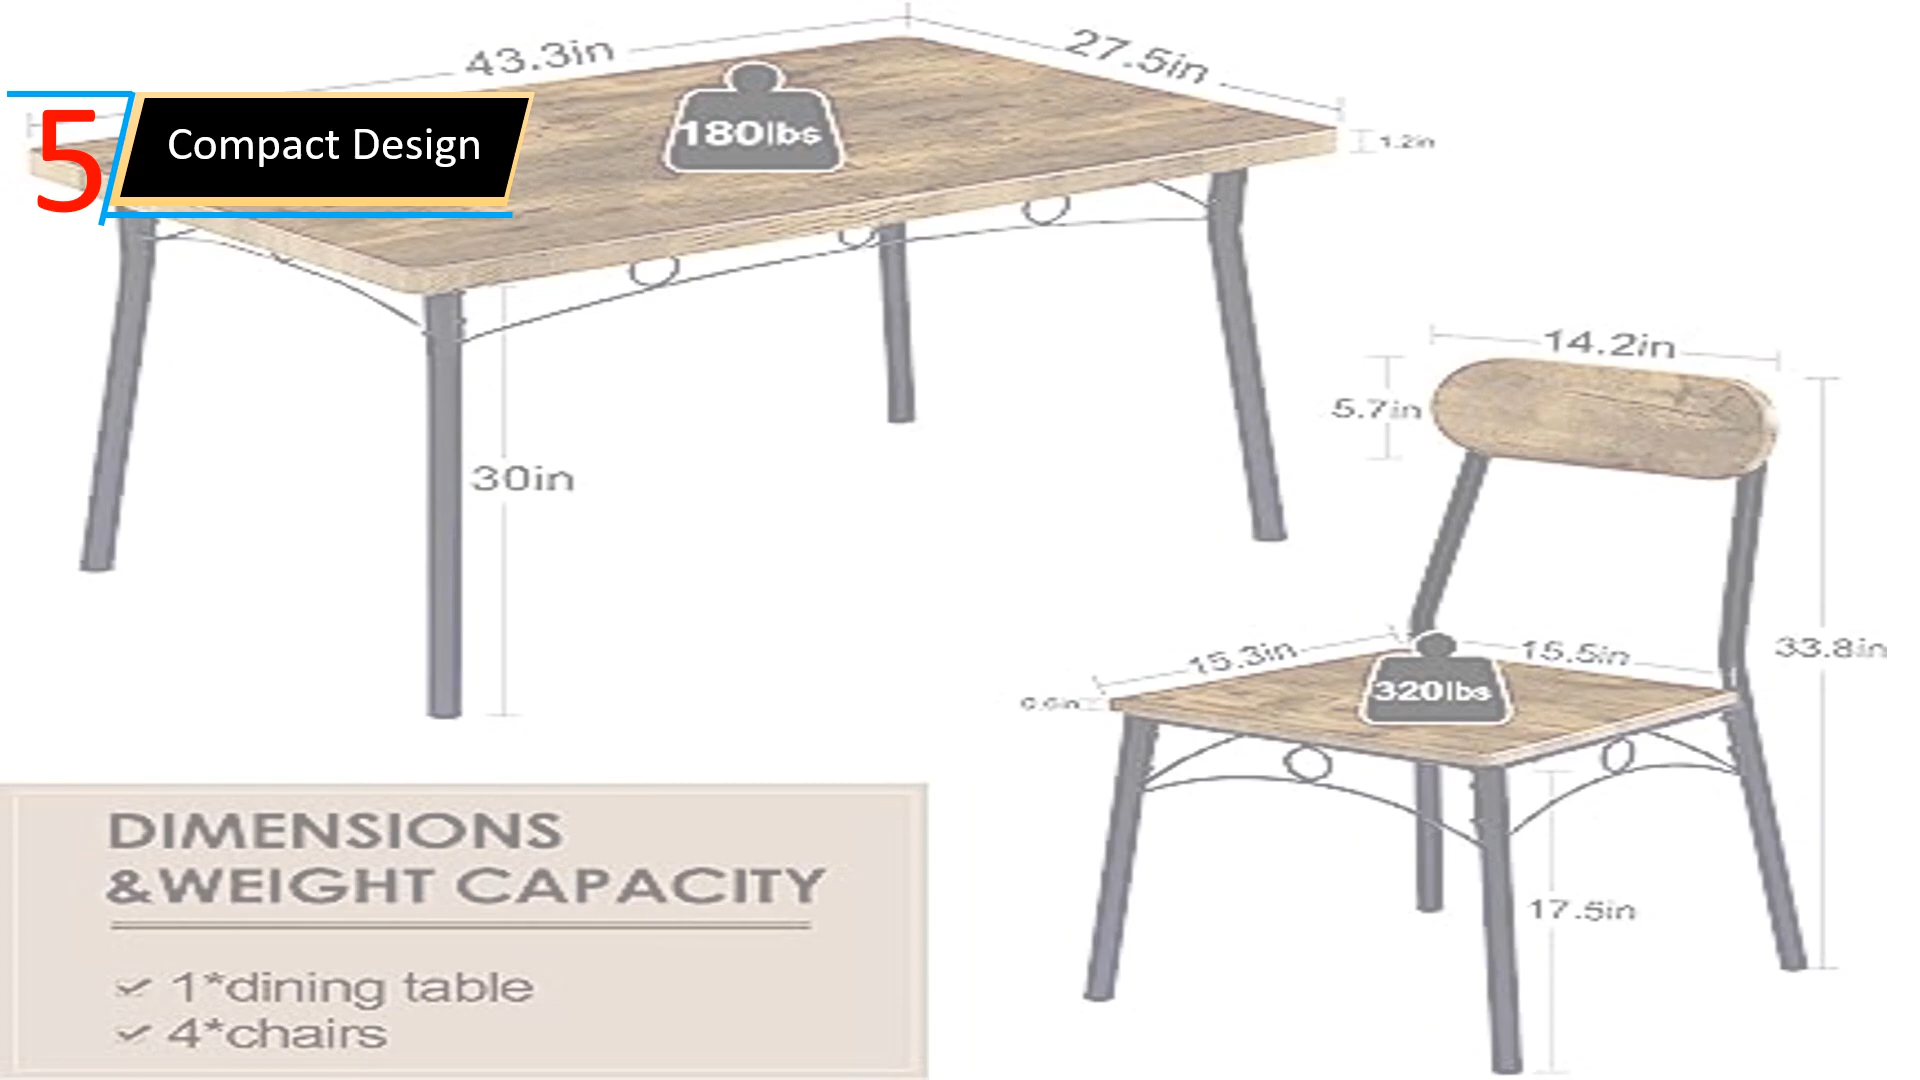 43.3in
27.5in
5
Compact Design
180lbs
1.2in
14.2in
5.7in
30in
33.8in
15.3in
15.5in
320lbs
17.5in
DIMENSIONS
&WEIGHT CAPACITY
1*dining table
4*chairs